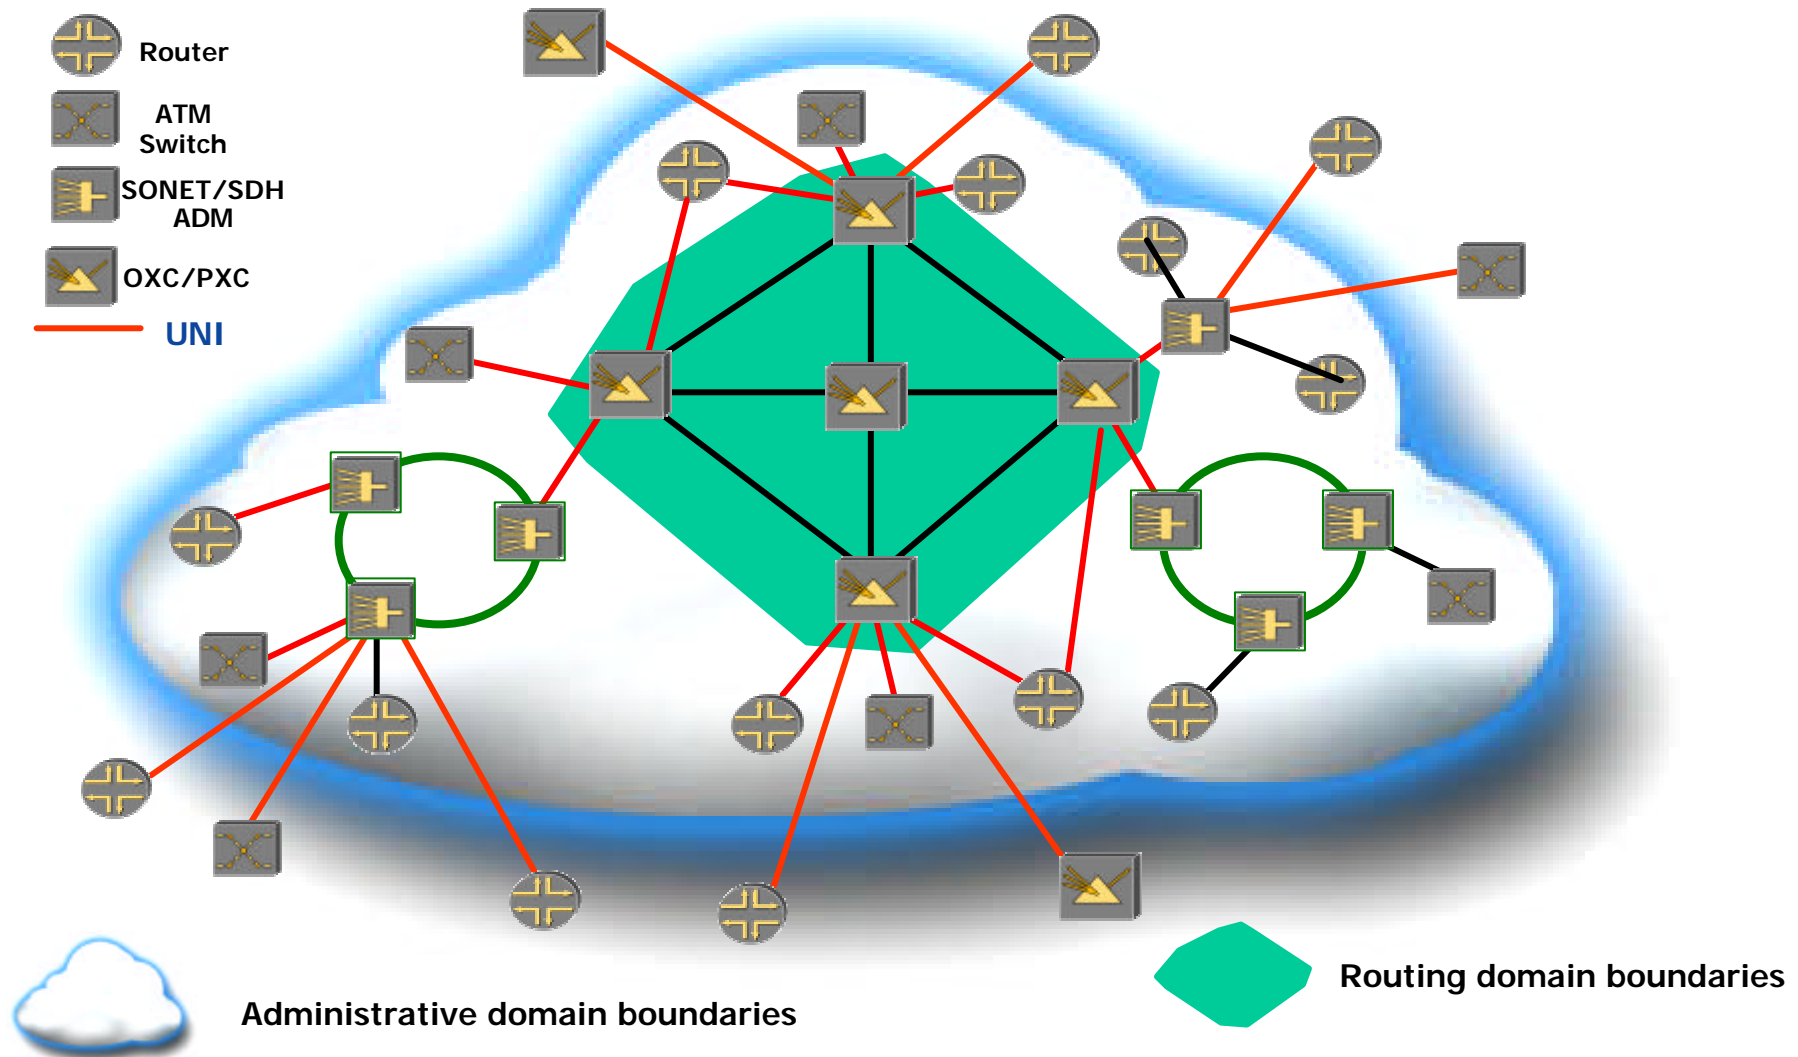 Router
ATM
Switch
SONET/SDH
ADM
OXC/PXC
UNI
Routing domain boundaries
Administrative domain boundaries